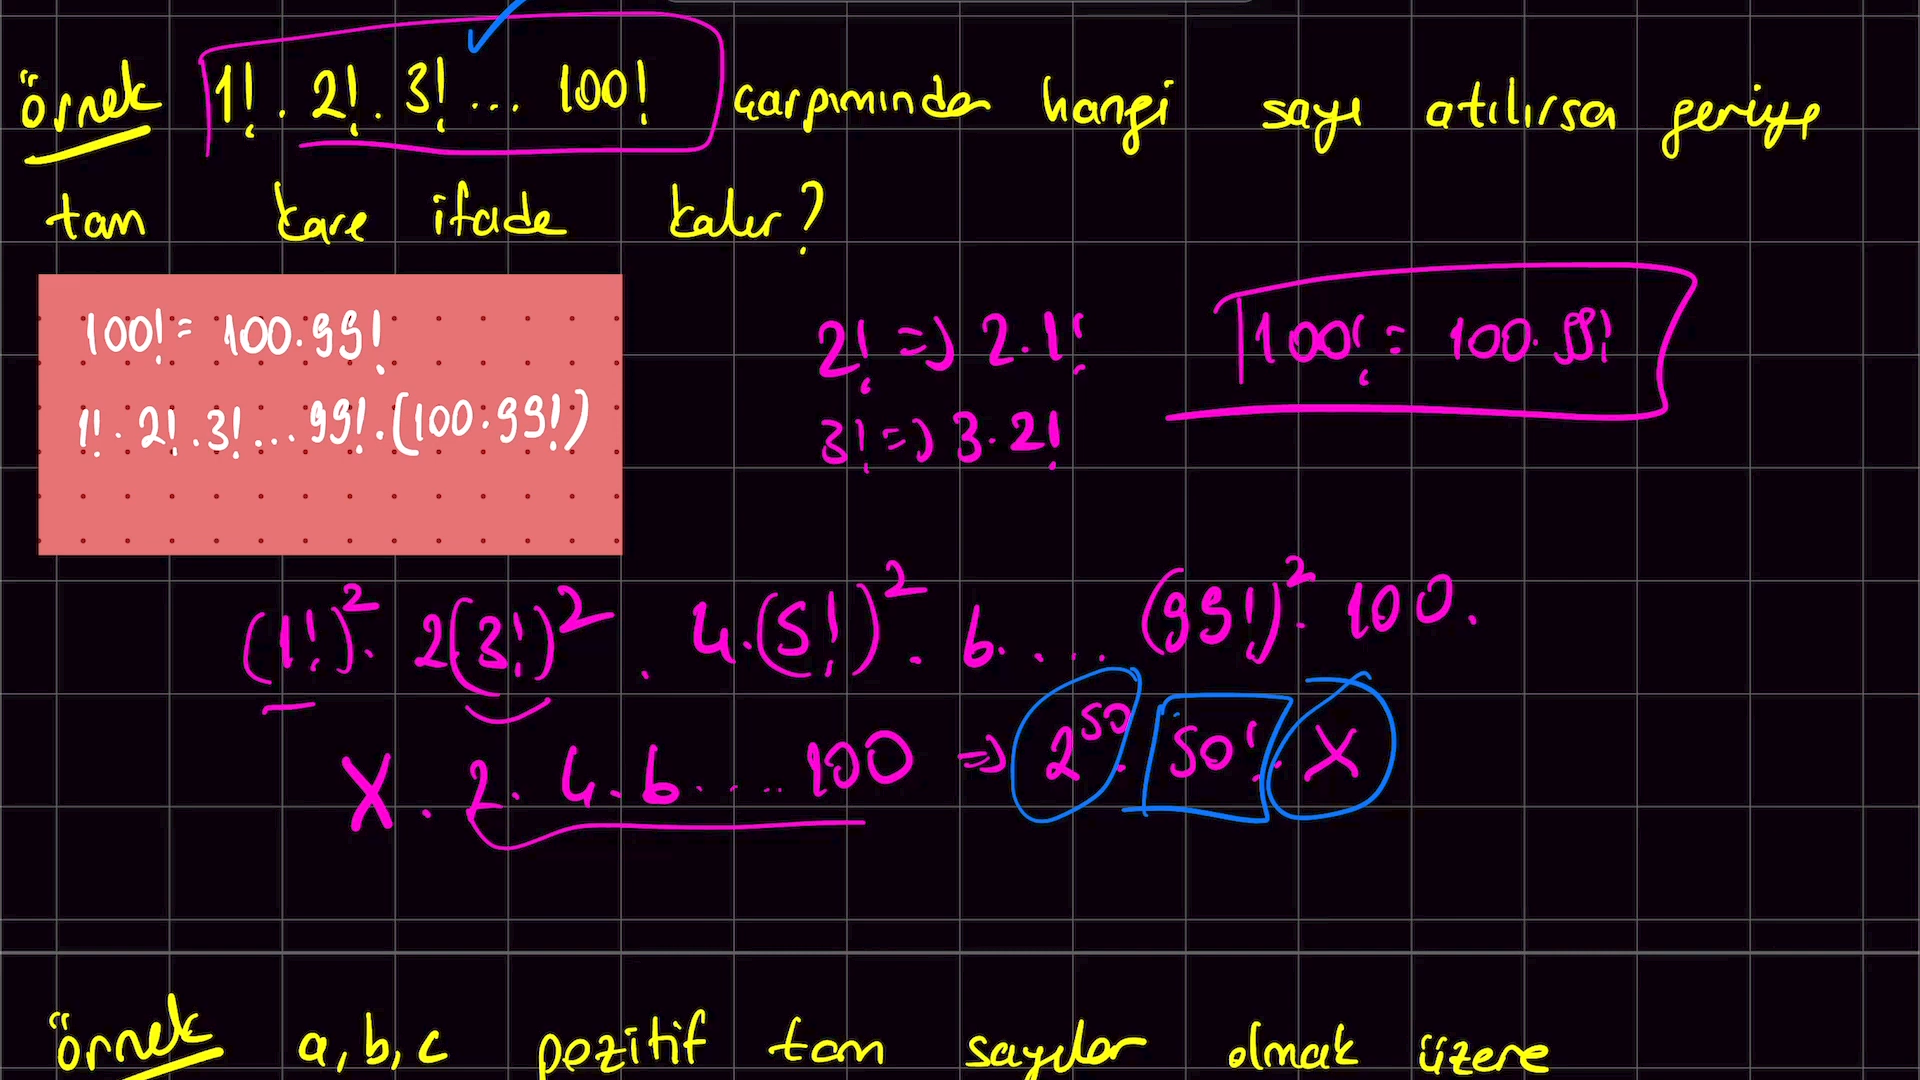 örnek 1! . 2! . 3! ... 100! çarpımından hangi sayı atılırsa geriye
tam kare ifade kalır?
100! = 100.99!
1! . 2! . 3! ... 99! . (100.99!)
2! => 2.1!
3! => 3.2!
100! = 100.99!
(1!)² . 2(3!)² . 4.(5!)² . 6. .... (99!)² . 100.
X . 2. 4. 6. .... 100 => 2⁵⁰ . 50! . X
örnek a, b, c pozitif tam sayılar olmak üzere